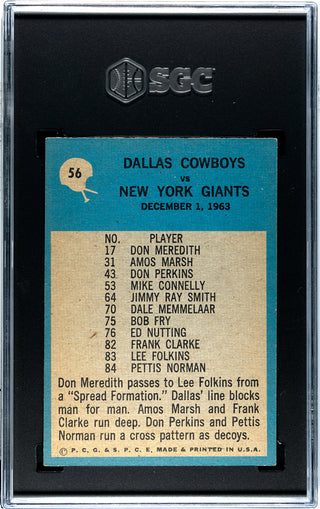 SGC
56
DALLAS COWBOYS
vs
NEW YORK GIANTS
DECEMBER 1, 1963
NO. PLAYER
17 DON MEREDITH
31 AMOS MARSH
43 DON PERKINS
53 MIKE CONNELLY
64 JIMMY RAY SMITH
70 DALE MEMMELAAR
75 BOB FRY
76 ED NUTTING
82 FRANK CLARKE
83 LEE FOLKINS
84 PETTIS NORMAN
Don Meredith passes to Lee Folkins from
a "Spread Formation." Dallas' line blocks
man for man. Amos Marsh and Frank
Clarke run deep. Don Perkins and Pettis
Norman run a cross pattern as decoys.
© P. C. G. & S. P. C. E. MADE & PRINTED IN U.S.A.